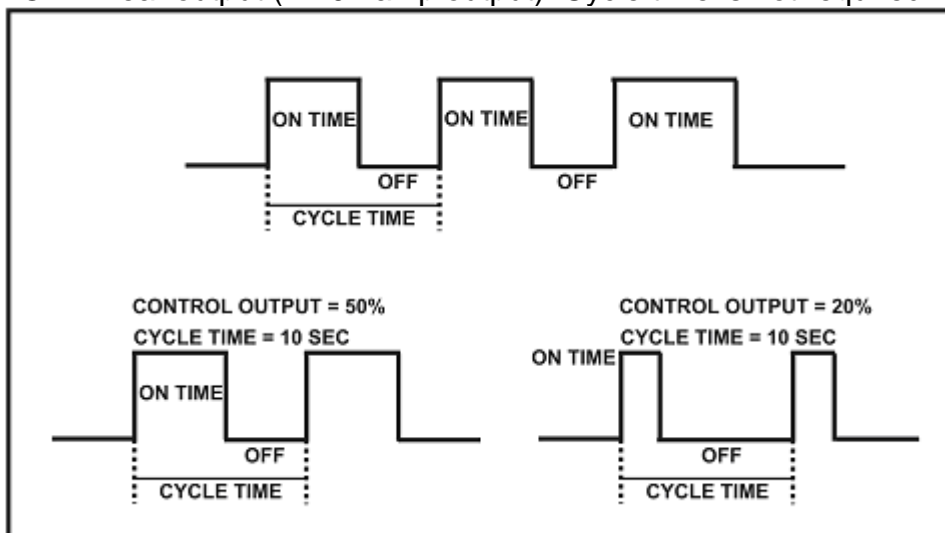 ON TIME ON TIME ON TIME
OFF OFF
CYCLE TIME
CONTROL OUTPUT = 50%
CYCLE TIME = 10 SEC
ON TIME
OFF
CYCLE TIME
CONTROL OUTPUT = 20%
CYCLE TIME = 10 SEC
ON TIME
OFF
CYCLE TIME